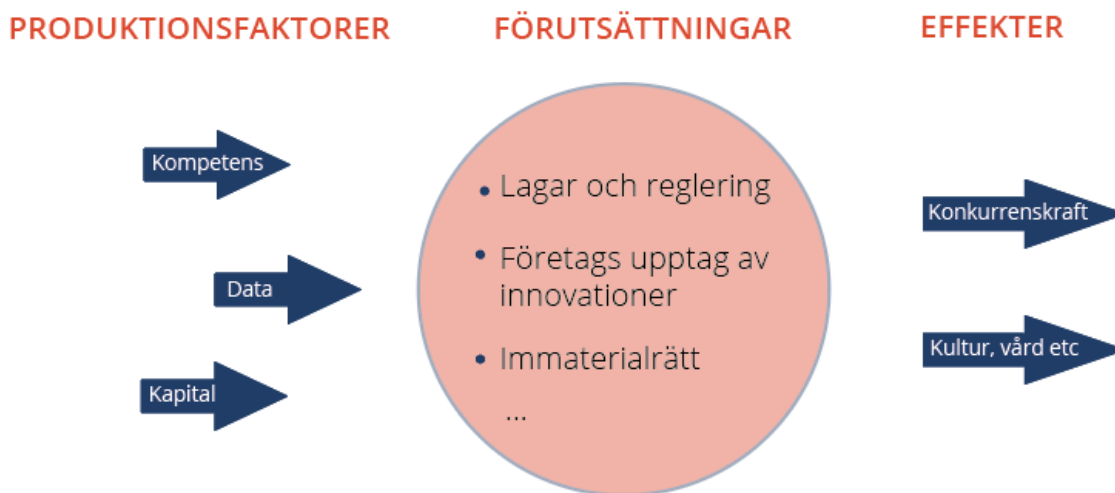 PRODUKTIONSFAKTORER
Kompetens
Data
Kapital
FÖRUTSÄTTNINGAR
• Lagar och reglering
• Företags upptag av
innovationer
• Immaterialrätt
...
EFFEKTER
Konkurrenskraft
Kultur, vård etc